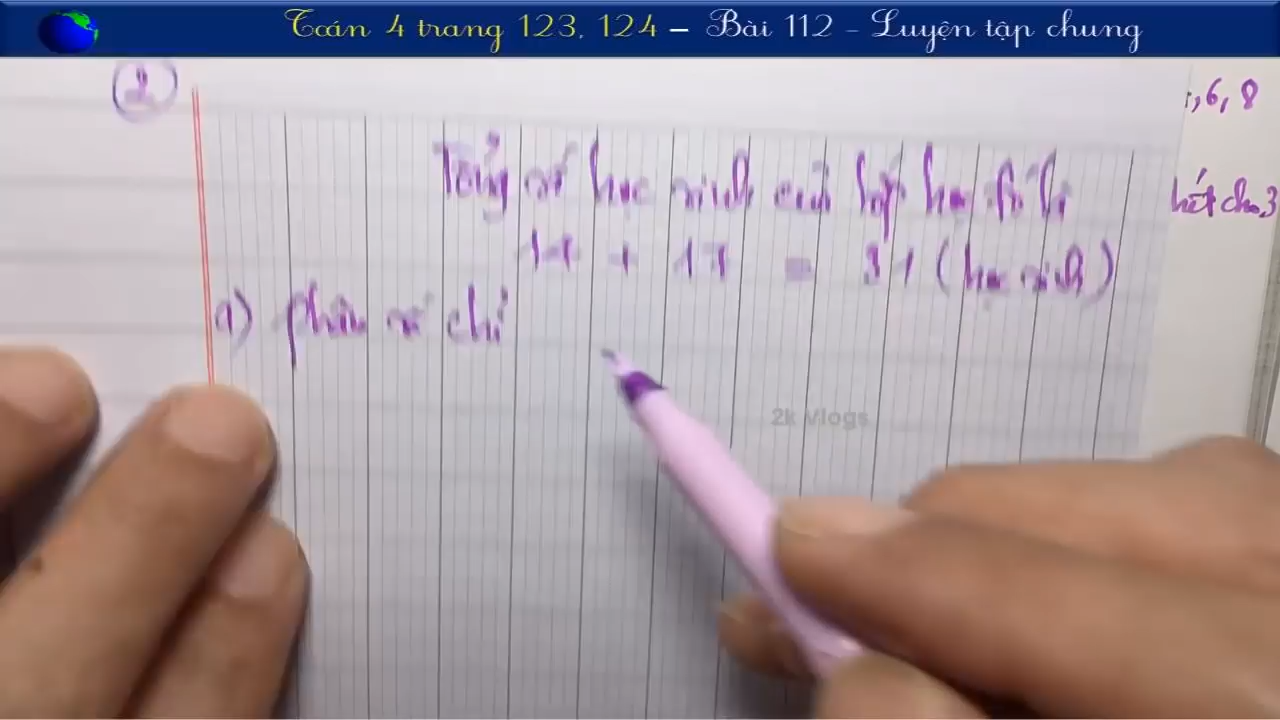 Toán 4 trang 123, 124 – Bài 112 - Luyện tập chung
2
, 6, 8
hết cho 3
Tổng số học sinh của lớp học đó là
14 + 17 = 31 (học sinh)
a) phân số chỉ
2k Vlogs